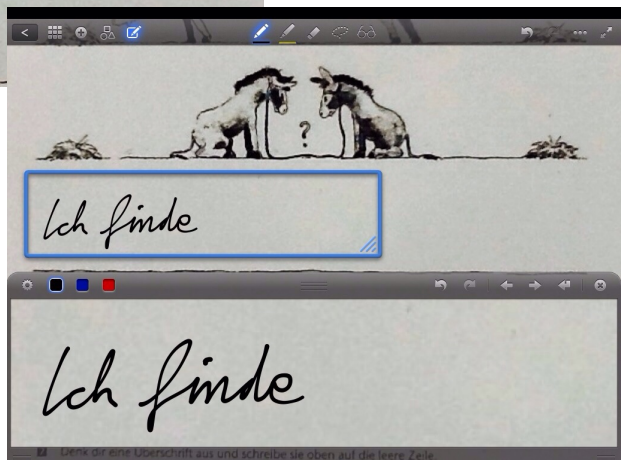 ?
Ich finde
Ich finde
Denk dir eine Überschrift aus und schreibe sie oben auf die leere Zeile.